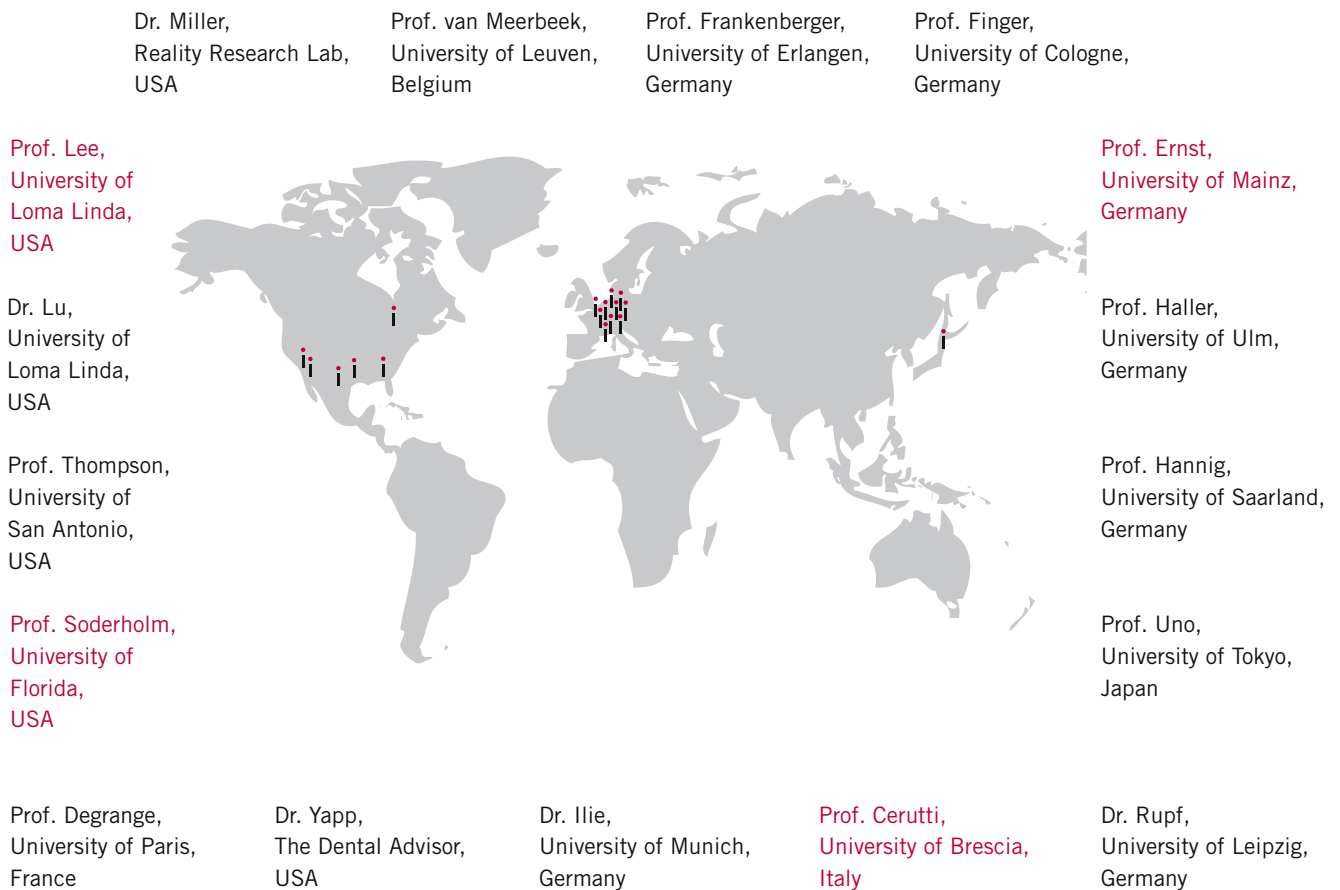 Dr. Miller,
Reality Research Lab,
USA
Prof. van Meerbeek,
University of Leuven,
Belgium
Prof. Frankenberger,
University of Erlangen,
Germany
Prof. Finger,
University of Cologne,
Germany
Prof. Lee,
University of
Loma Linda,
USA
Dr. Lu,
University of
Loma Linda,
USA
Prof. Thompson,
University of
San Antonio,
USA
Prof. Soderholm,
University of
Florida,
USA
Prof. Ernst,
University of Mainz,
Germany
Prof. Haller,
University of Ulm,
Germany
Prof. Hannig,
University of Saarland,
Germany
Prof. Uno,
University of Tokyo,
Japan
Prof. Degrange,
University of Paris,
France
Dr. Yapp,
The Dental Advisor,
USA
Dr. Ilie,
University of Munich,
Germany
Prof. Cerutti,
University of Brescia,
Italy
Dr. Rupf,
University of Leipzig,
Germany